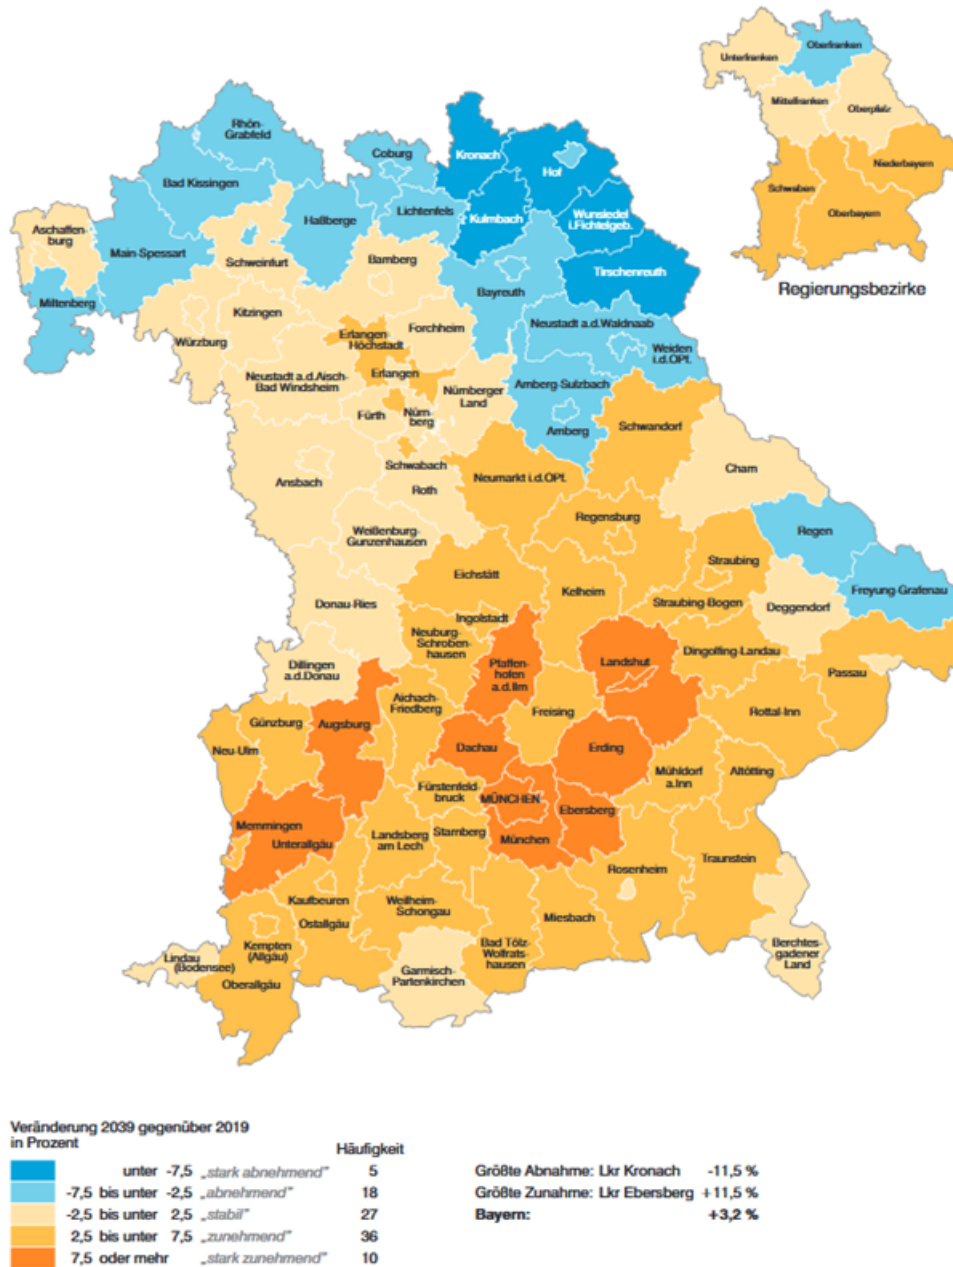 Unterfranken
Oberfranken
Mittelfranken
Oberpfalz
Niederbayern
Schwaben
Oberbayern
Regierungsbezirke
Rhön-
Grabfeld
Coburg
Kronach
Hof
Bad Kissingen
Lichtenfels
Kulmbach
Wunsiedel
i.Fichtelgeb.
Haßberge
Aschaffen-
burg
Main-Spessart
Schweinfurt
Bamberg
Tirschenreuth
Miltenberg
Bayreuth
Kitzingen
Würzburg
Erlangen-
Höchstadt
Forchheim
Neustadt a.d.Waldnaab
Weiden
i.d.OPf.
Neustadt a.d.Aisch-
Bad Windsheim
Erlangen
Nürnberger
Land
Amberg-Sulzbach
Fürth
Nürn-
berg
Amberg
Schwandorf
Schwabach
Ansbach
Roth
Neumarkt i.d.OPf.
Cham
Weißenburg-
Gunzenhausen
Regensburg
Regen
Eichstätt
Straubing
Freyung-Grafenau
Donau-Ries
Kelheim
Straubing-Bogen
Deggendorf
Ingolstadt
Neuburg-
Schroben-
hausen
Dillingen
a.d.Donau
Pfaffen-
hofen
a.d.Ilm
Landshut
Dingolfing-Landau
Passau
Aichach-
Friedberg
Günzburg
Augsburg
Freising
Rottal-Inn
Neu-Ulm
Dachau
Erding
Mühldorf
a.Inn
Altötting
Fürstenfeld-
bruck
MÜNCHEN
Ebersberg
Memmingen
Unterallgäu
Landsberg
am Lech
Starnberg
München
Rosenheim
Traunstein
Kaufbeuren
Weilheim-
Schongau
Ostallgäu
Miesbach
Kempten
(Allgäu)
Bad Tölz-
Wolfrats-
hausen
Berchtes-
gadener
Land
Lindau
(Bodensee)
Oberallgäu
Garmisch-
Partenkirchen
Veränderung 2039 gegenüber 2019
in Prozent
Häufigkeit
unter -7,5 „stark abnehmend" 5
-7,5 bis unter -2,5 „abnehmend" 18
-2,5 bis unter 2,5 „stabil" 27
2,5 bis unter 7,5 „zunehmend" 36
7,5 oder mehr „stark zunehmend" 10
Größte Abnahme: Lkr Kronach -11,5 %
Größte Zunahme: Lkr Ebersberg +11,5 %
Bayern: +3,2 %